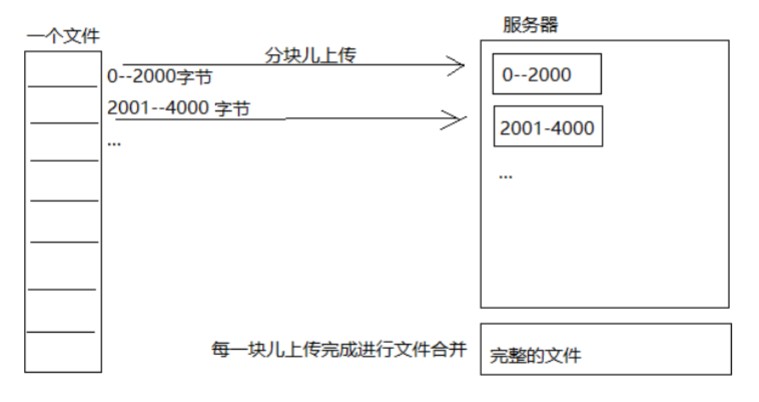 一个文件
服务器
分块儿上传
0--2000字节
0--2000
2001--4000 字节
2001-4000
...
...
每一块儿上传完成进行文件合并
完整的文件